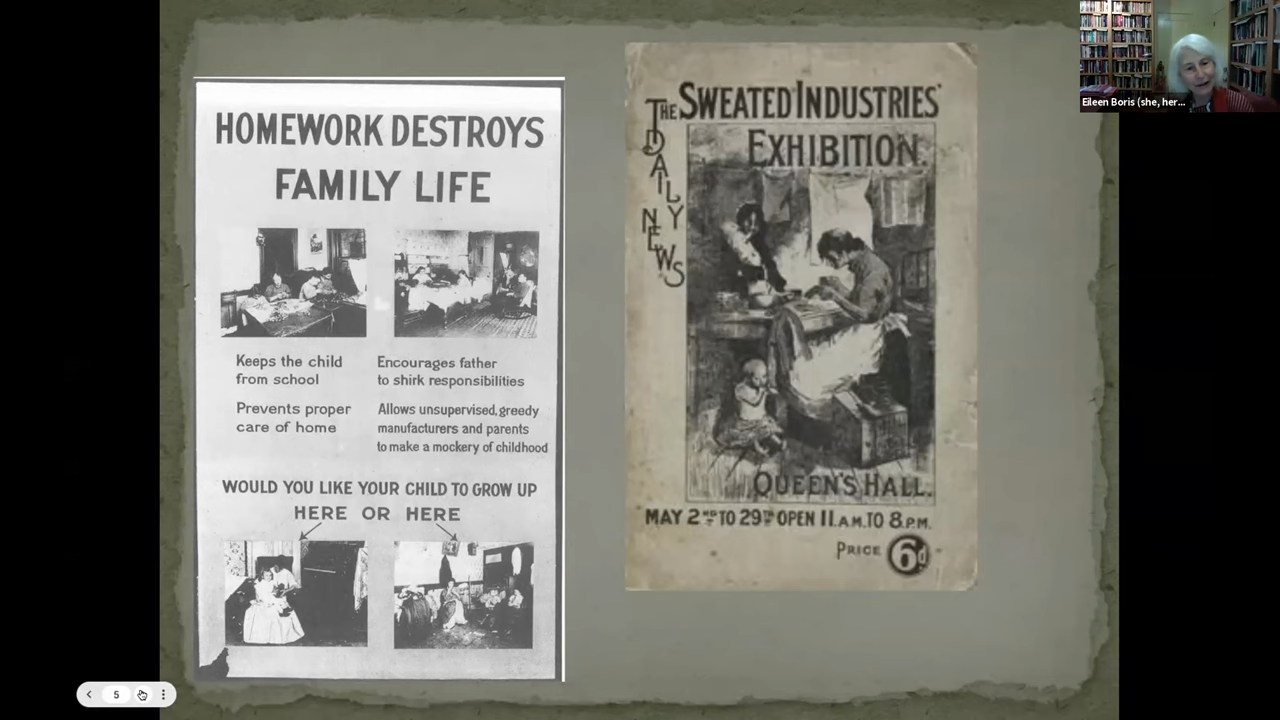 HOMEWORK DESTROYS
FAMILY LIFE
Keeps the child
from school
Prevents proper
care of home
Encourages father
to shirk responsibilities
Allows unsupervised, greedy
manufacturers and parents
to make a mockery of childhood
WOULD YOU LIKE YOUR CHILD TO GROW UP
HERE OR HERE
THE SWEATED INDUSTRIES'
EXHIBITION.
DAILY
NEWS
QUEEN'S HALL.
MAY 2ND TO 29TH OPEN 11.A.M.TO 8.P.M.
PRICE 6d
Eileen Boris (she, her...
5